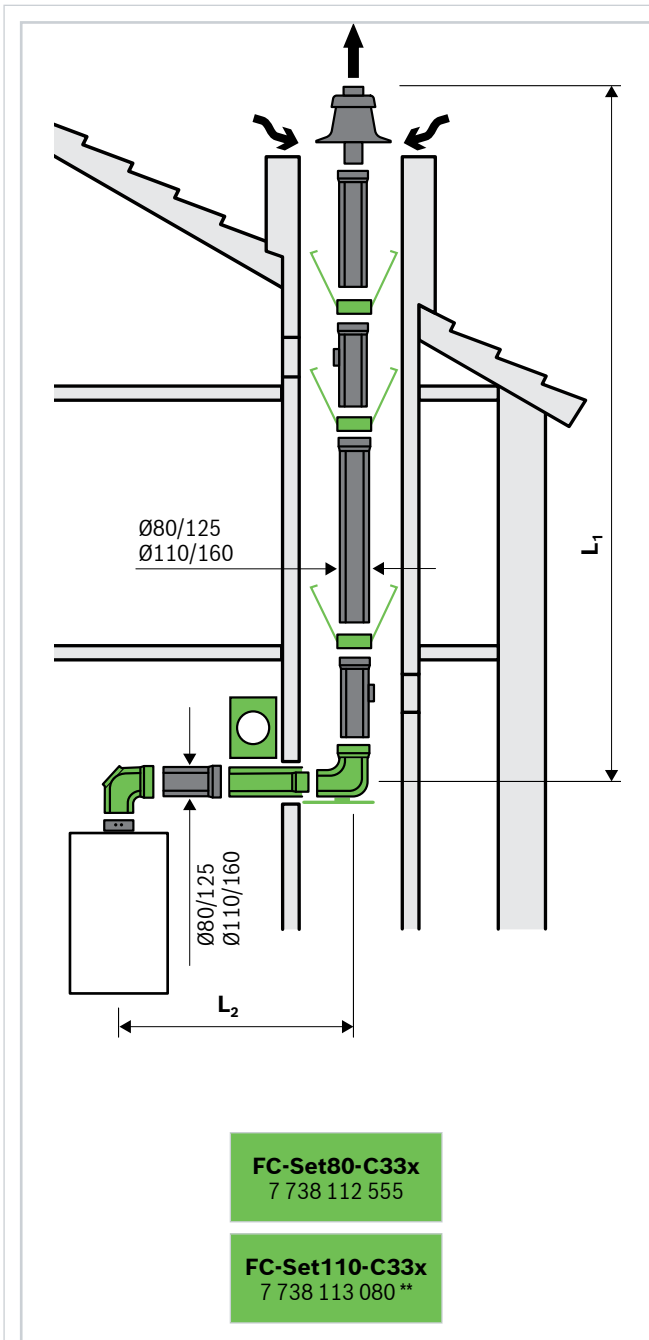 Ø80/125
Ø110/160
L₁
Ø80/125
Ø110/160
L₂
FC-Set80-C33x
7 738 112 555
FC-Set110-C33x
7 738 113 080 **